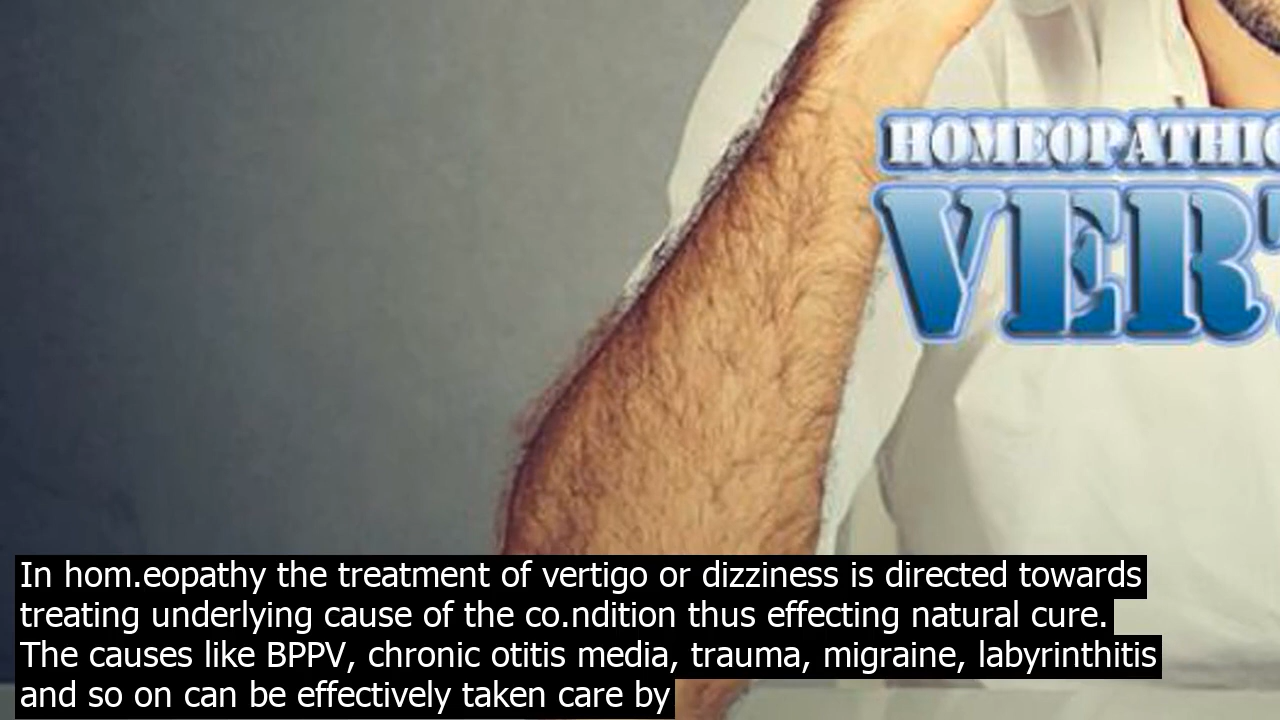 HOMEOPATHIC
VERT
In hom.eopathy the treatment of vertigo or dizziness is directed towards
treating underlying cause of the co.ndition thus effecting natural cure.
The causes like BPPV, chronic otitis media, trauma, migraine, labyrinthitis
and so on can be effectively taken care by